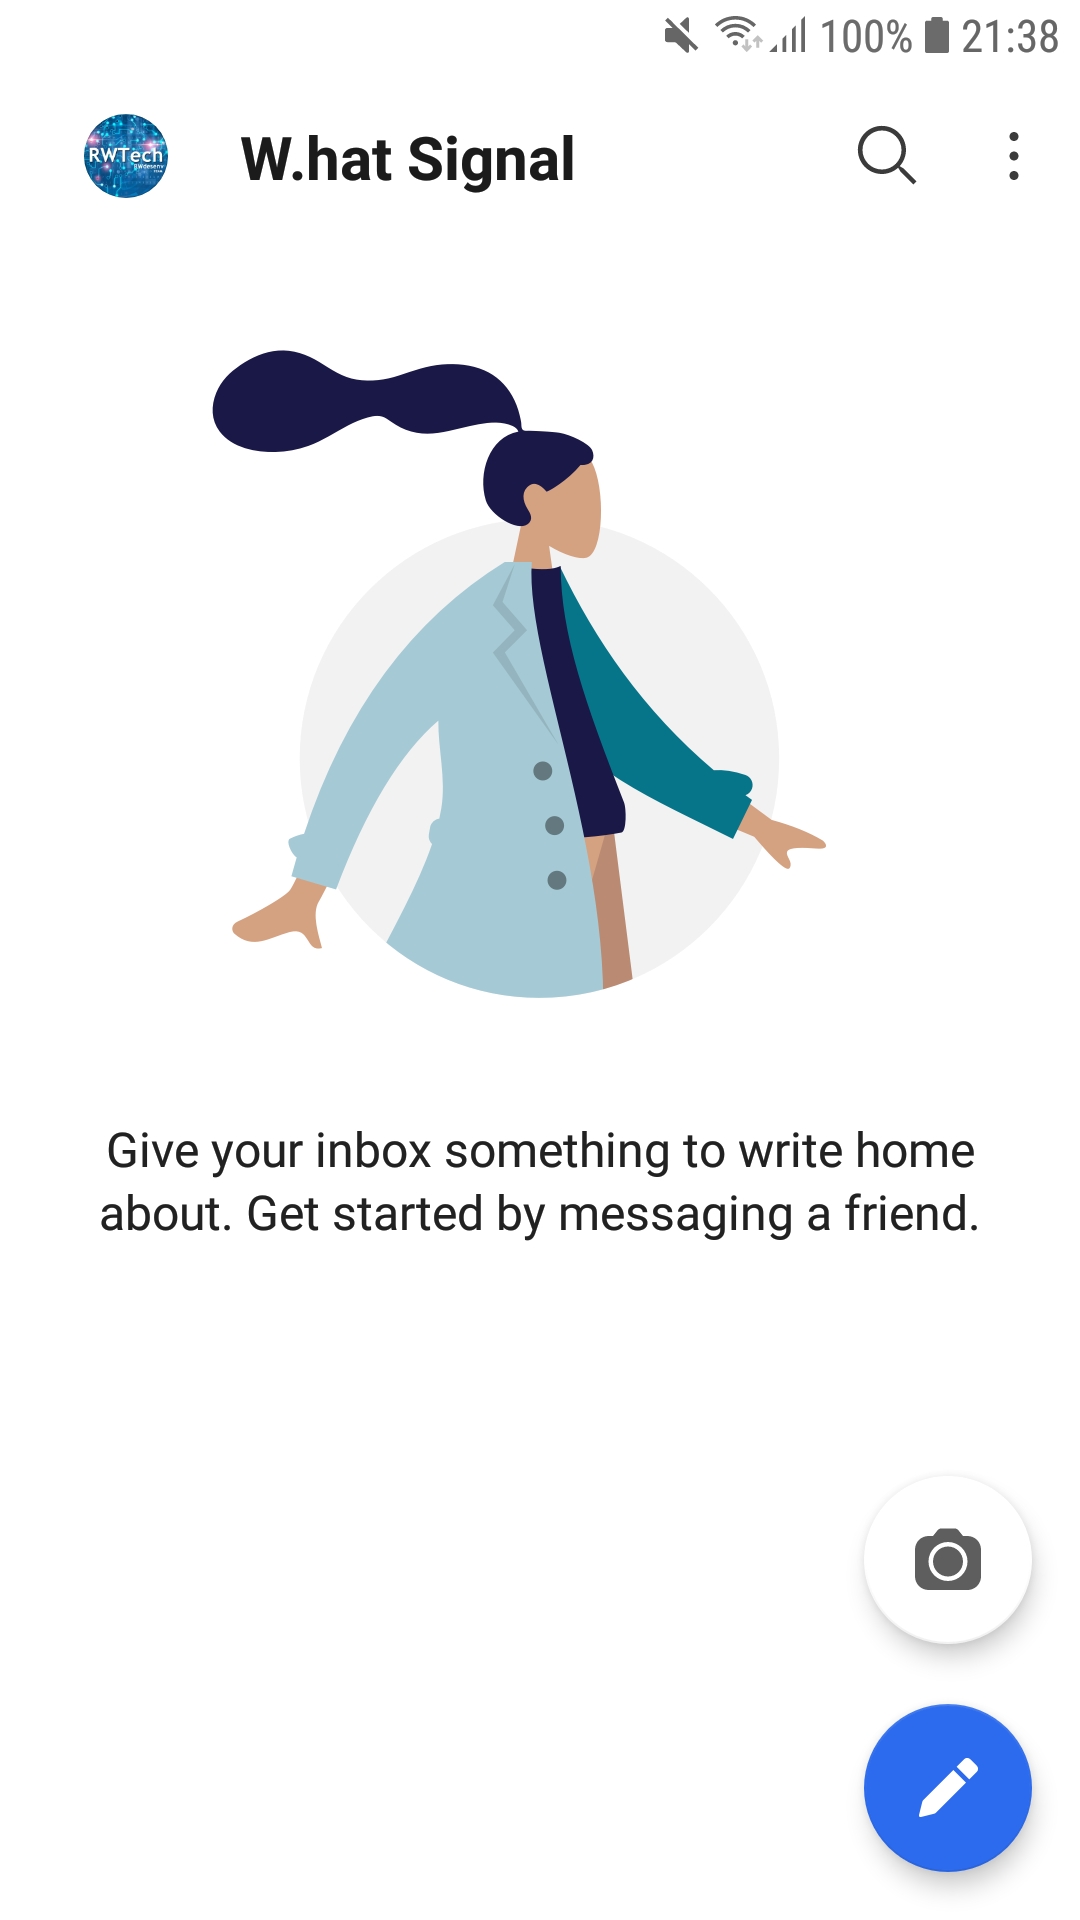 100% 21:38
RWTech
W.hat Signal
Give your inbox something to write home
about. Get started by messaging a friend.